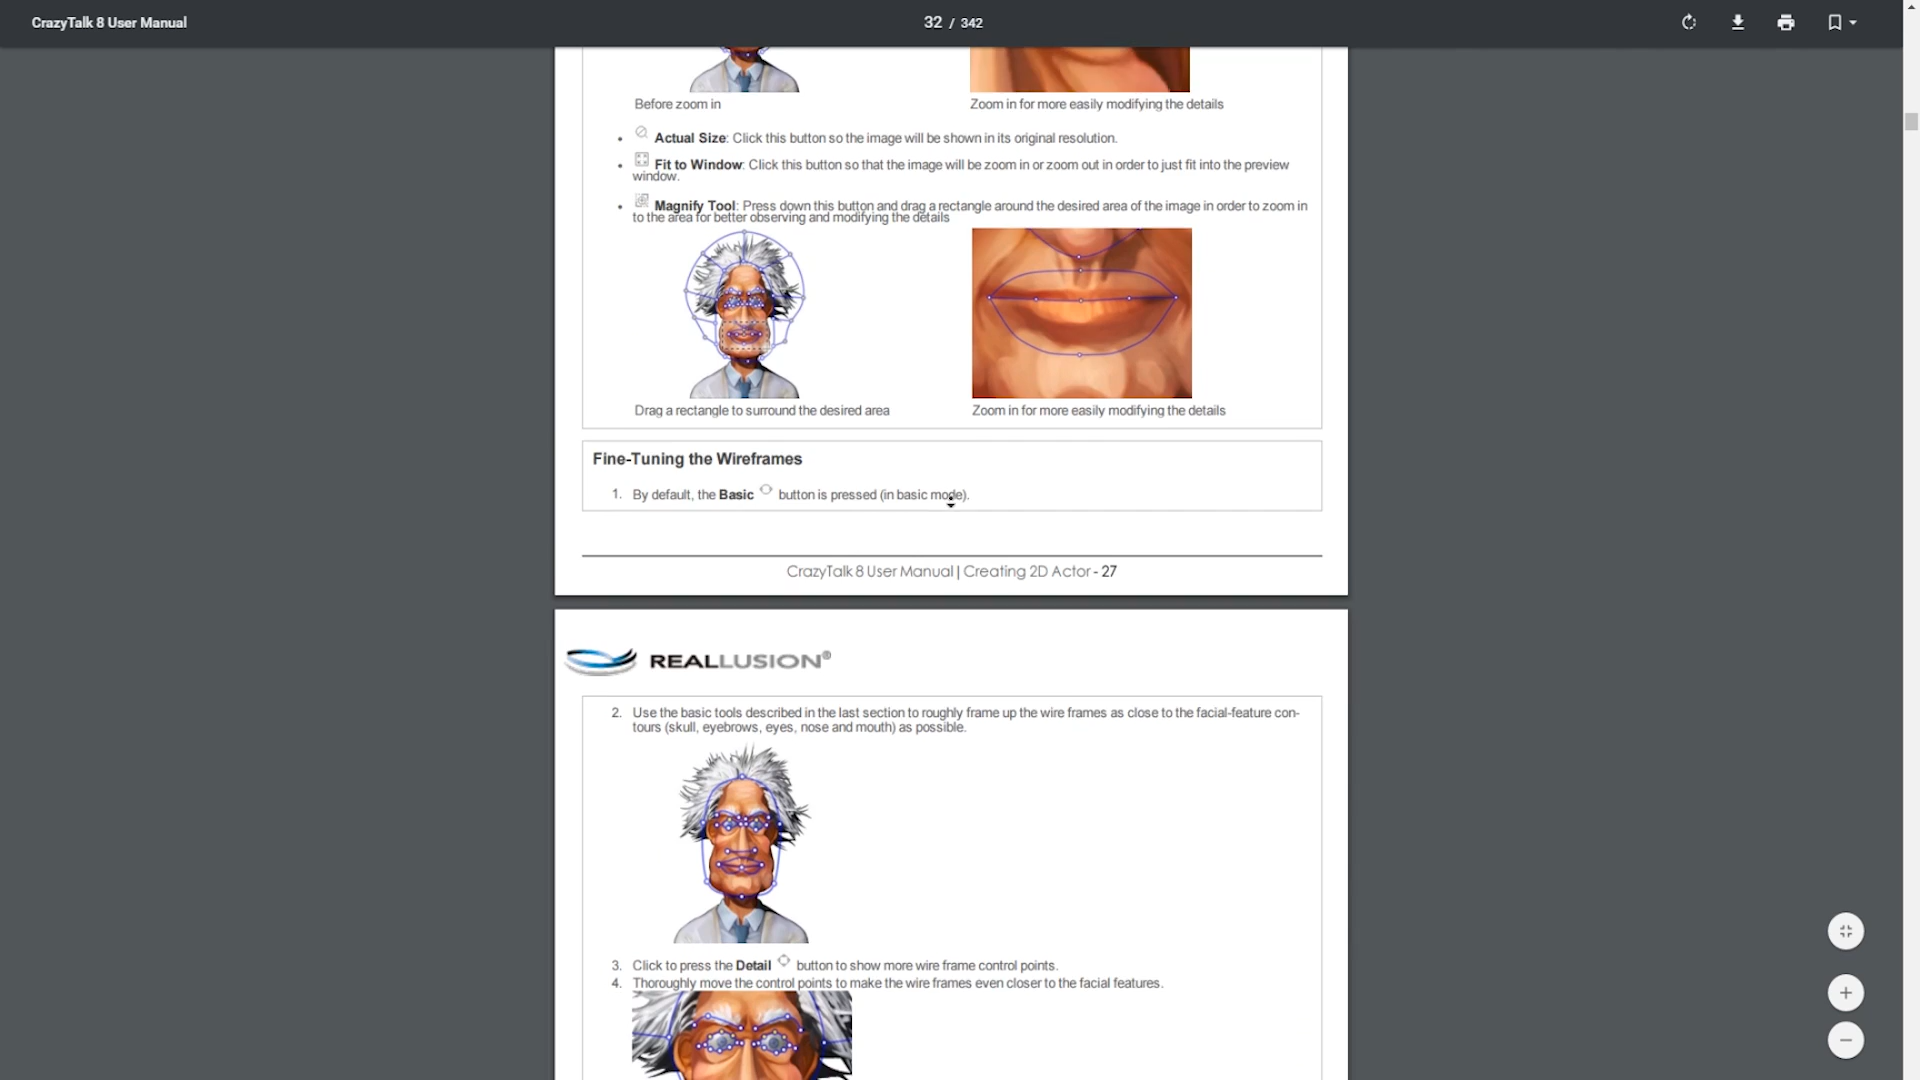 CrazyTalk 8 User Manual
32 / 342
Before zoom in
Zoom in for more easily modifying the details
• Actual Size: Click this button so the image will be shown in its original resolution.
• Fit to Window: Click this button so that the image will be zoom in or zoom out in order to just fit into the preview
window.
• Magnify Tool: Press down this button and drag a rectangle around the desired area of the image in order to zoom in
to the area for better observing and modifying the details
Drag a rectangle to surround the desired area
Zoom in for more easily modifying the details
Fine-Tuning the Wireframes
1. By default, the Basic button is pressed (in basic mode).
CrazyTalk 8 User Manual | Creating 2D Actor - 27
REALLUSION®
2. Use the basic tools described in the last section to roughly frame up the wire frames as close to the facial-feature con-
tours (skull, eyebrows, eyes, nose and mouth) as possible.
3. Click to press the Detail button to show more wire frame control points.
4. Thoroughly move the control points to make the wire frames even closer to the facial features.